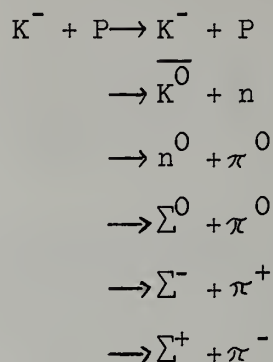 K⁻ + P → K⁻ + P
→ K̅⁰ + n
→ n⁰ + π⁰
→ Σ⁰ + π⁰
→ Σ⁻ + π⁺
→ Σ⁺ + π⁻